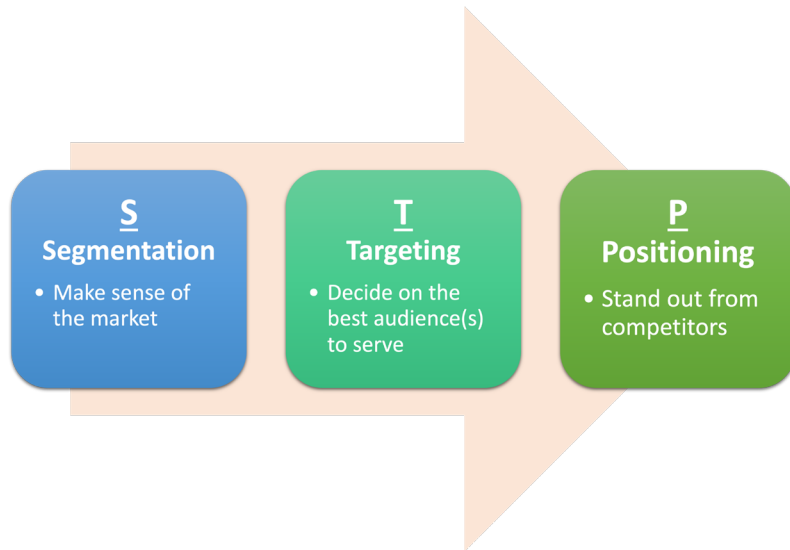 S
Segmentation
• Make sense of
the market
T
Targeting
• Decide on the
best audience(s)
to serve
P
Positioning
• Stand out from
competitors